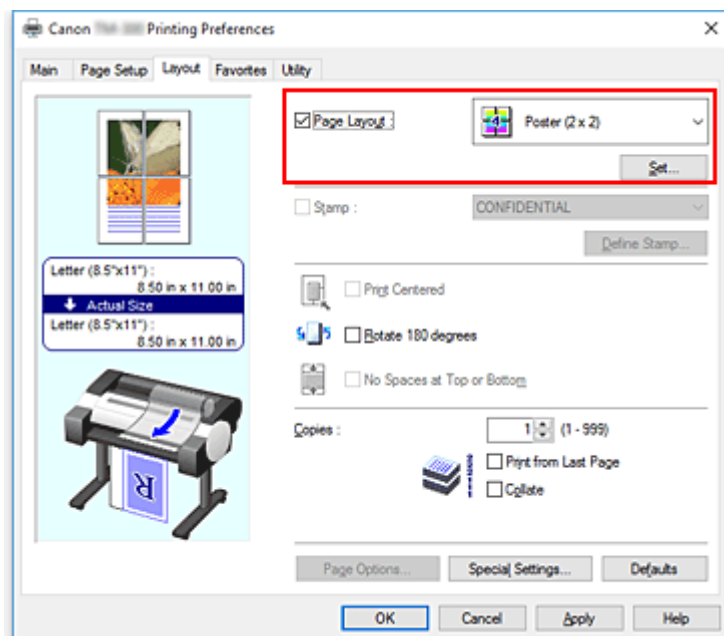 Canon Printing Preferences
Main Page Setup Layout Favorites Utility
Page Layout :
4 Poster (2 x 2)
Set...
Stamp : CONFIDENTIAL
Define Stamp...
Letter (8.5"x11") :
8.50 in x 11.00 in
Actual Size
Letter (8.5"x11") :
8.50 in x 11.00 in
Print Centered
Rotate 180 degrees
No Spaces at Top or Bottom
Copies : 1 (1 - 999)
Print from Last Page
Collate
R
Page Options... Special Settings... Defaults
OK Cancel Apply Help